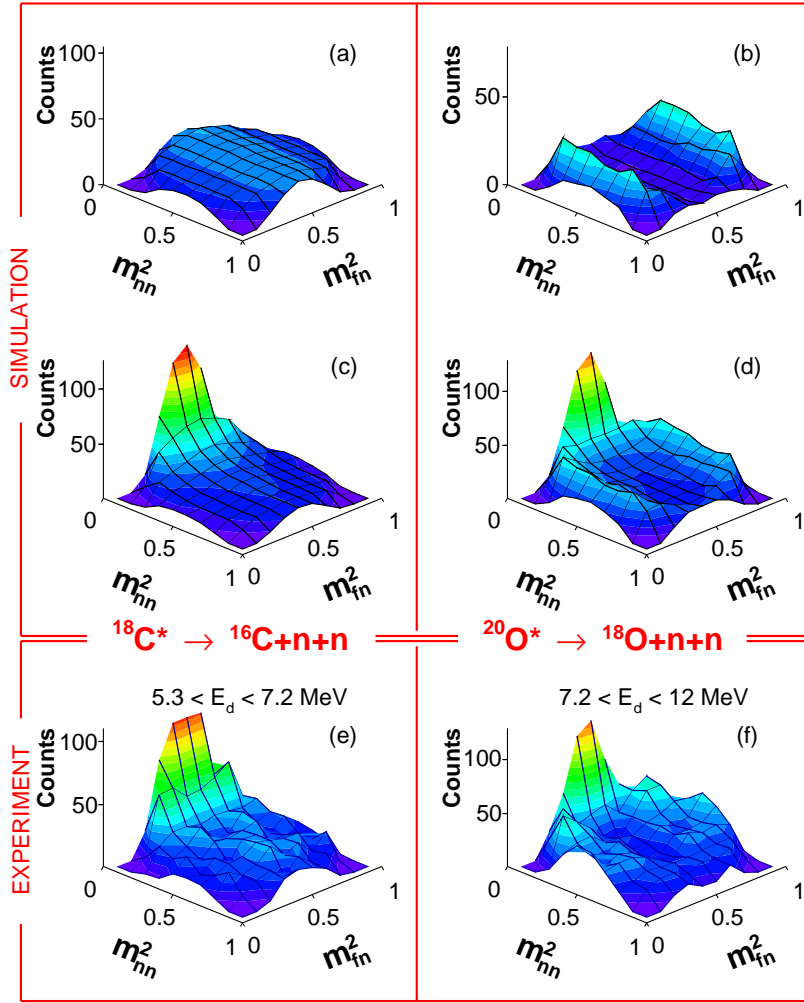 SIMULATION
(a)
Counts
100
50
0
0
0.5
1
m²nn
0
0.5
1
m²fn
(b)
Counts
50
0
0
0.5
1
m²nn
0
0.5
1
m²fn
(c)
Counts
100
50
0
0.5
1
m²nn
0
0.5
1
m²fn
(d)
Counts
100
50
0
0.5
1
m²nn
0
0.5
1
m²fn
¹⁸C* → ¹⁶C+n+n
²⁰O* → ¹⁸O+n+n
EXPERIMENT
5.3 < E_d < 7.2 MeV
(e)
Counts
100
50
0
0.5
1
m²nn
0
0.5
1
m²fn
7.2 < E_d < 12 MeV
(f)
Counts
100
50
0
0.5
1
m²nn
0
0.5
1
m²fn